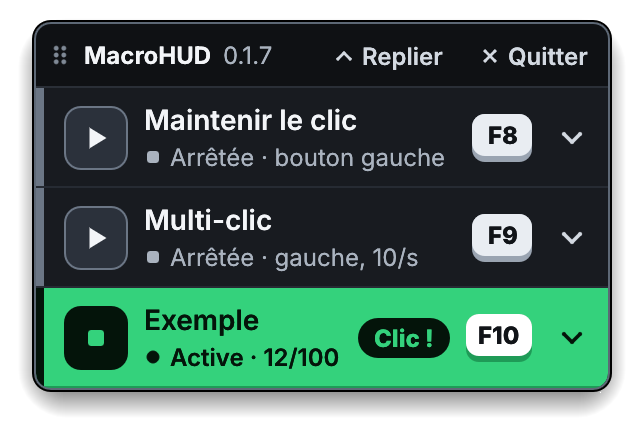 MacroHUD 0.1.7 Replier Quitter
Maintenir le clic
Arrêtée · bouton gauche
F8
Multi-clic
Arrêtée · gauche, 10/s
F9
Exemple
Active · 12/100
Clic !
F10